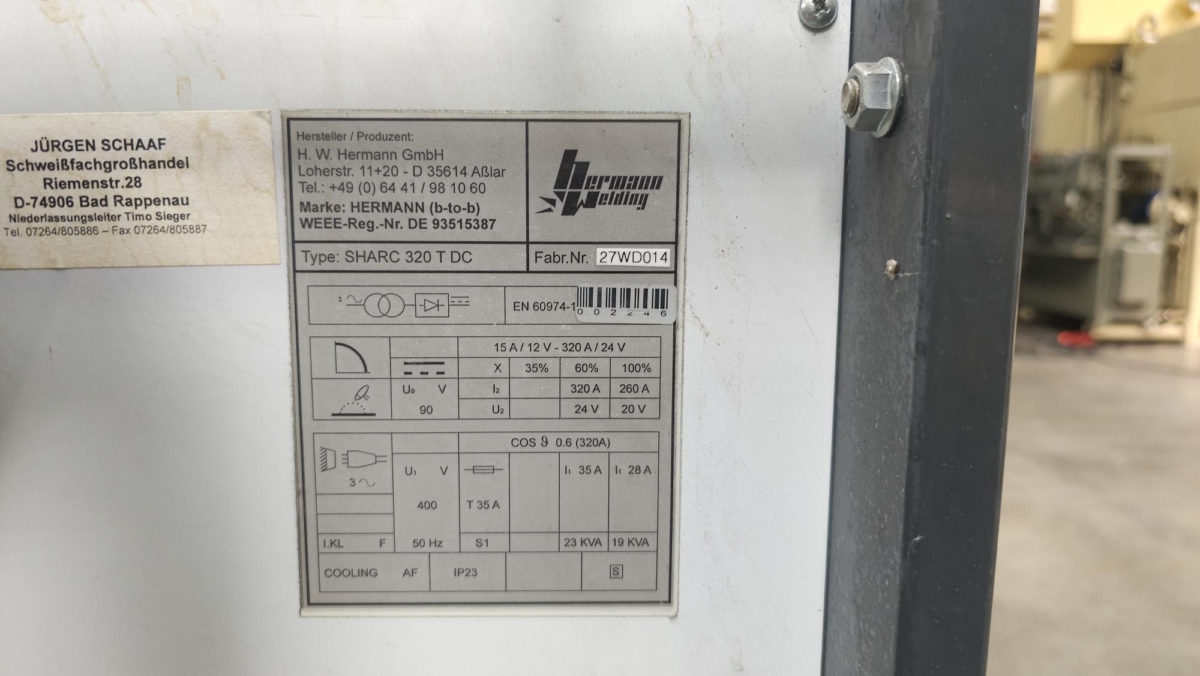 JÜRGEN SCHAAF
Schweißfachgroßhandel
Riemenstr.28
D-74906 Bad Rappenau
Niederlassungsleiter Timo Sieger
Tel. 07264/805886 – Fax 07264/805887
Hersteller / Produzent:
H. W. Hermann GmbH
Loherstr. 11+20 - D 35614 Aßlar
Tel.: +49 (0) 64 41 / 98 10 60
Marke: HERMANN (b-to-b)
WEEE-Reg.-Nr. DE 93515387
hermann
Welding
Type: SHARC 320 T DC
Fabr.Nr. 27WD014
3
EN 60974-1
002246
15 A / 12 V - 320 A / 24 V
X 35% 60% 100%
U₀ V
I₂ 320 A 260 A
90
U₂ 24 V 20 V
COS ϑ 0.6 (320A)
3
U₁ V
I₁ 35 A I₁ 28 A
400 T 35 A
I.KL F 50 Hz S1 23 KVA 19 KVA
COOLING AF IP23 S